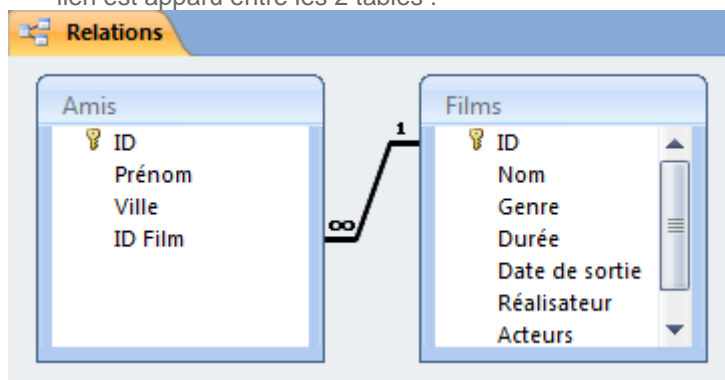 lien est apparu entre les 2 tables :
Relations
Amis
ID
Prénom
Ville
ID Film
∞
1
Films
ID
Nom
Genre
Durée
Date de sortie
Réalisateur
Acteurs